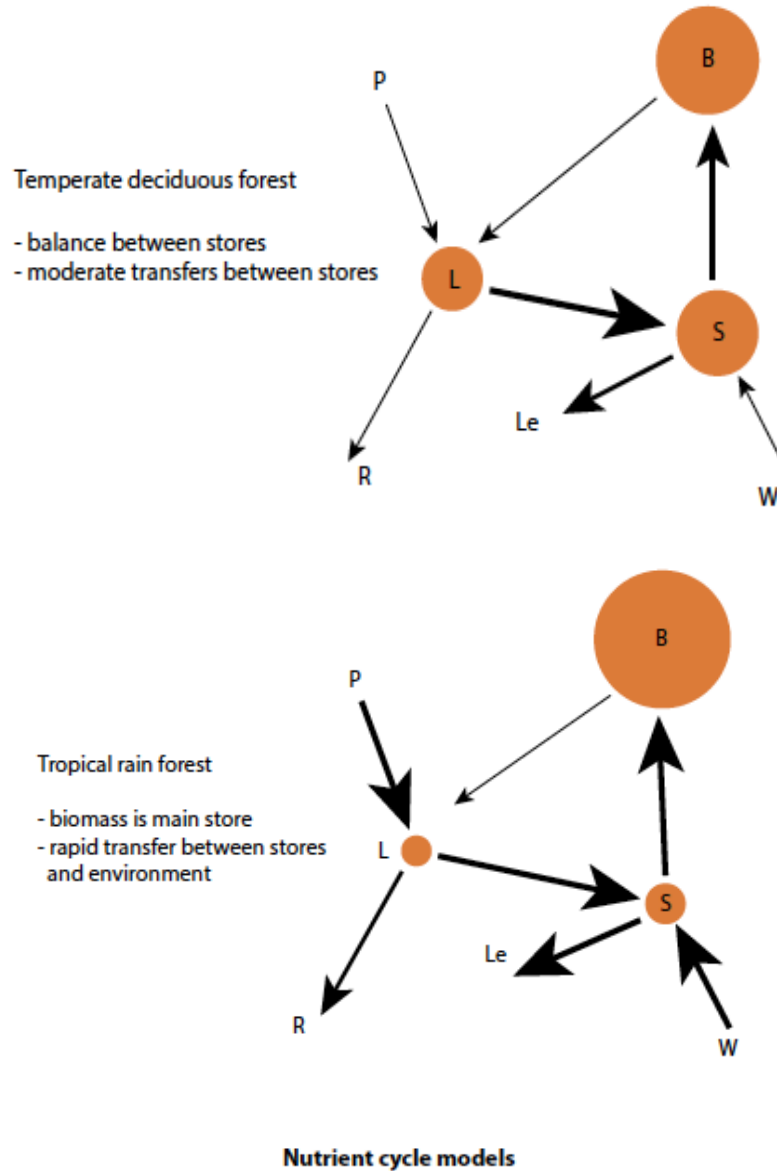 B
P
Temperate deciduous forest
- balance between stores
- moderate transfers between stores
L
S
Le
R
W
B
P
Tropical rain forest
- biomass is main store
- rapid transfer between stores
and environment
L
S
Le
R
W
Nutrient cycle models